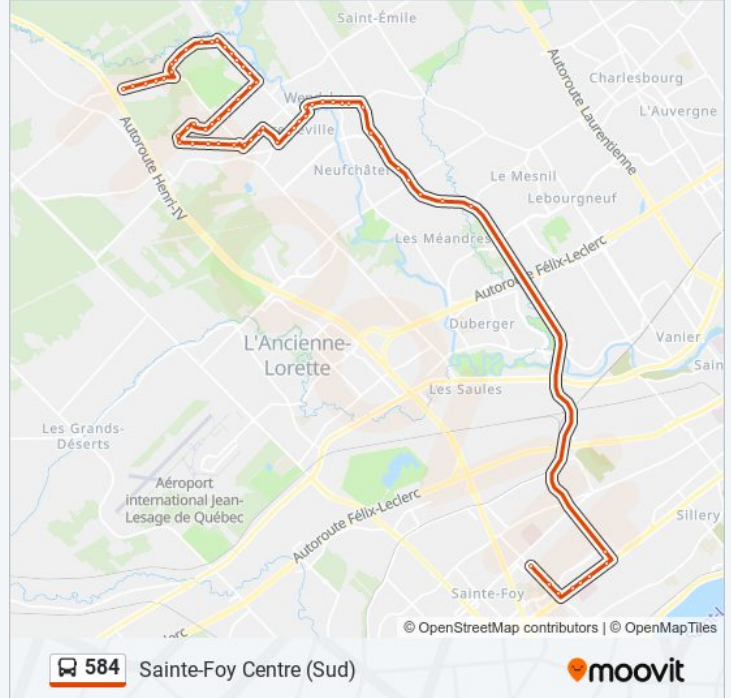 Saint-Émile
Charlesbourg
L'Auvergne
Autoroute Laurentienne
Autoroute Henri-IV
Neufchâtel
Le Mesnil
Lebourgneuf
Les Méandres
Autoroute Félix-Leclerc
Duberger
Vanier
L'Ancienne-
Lorette
Les Saules
Les Grands-
Déserts
Aéroport
international Jean-
Lesage de Québec
Autoroute Félix-Leclerc
Sillery
Sainte-Foy
© OpenStreetMap contributors | © OpenMapTiles
584 Sainte-Foy Centre (Sud)
moovit